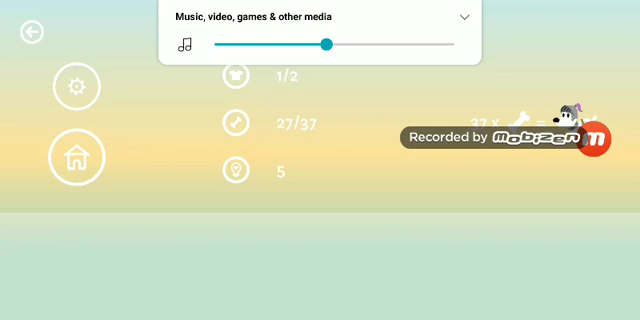 Music, video, games & other media
1/2
27/37
37 x =
Recorded by mobizen m
5